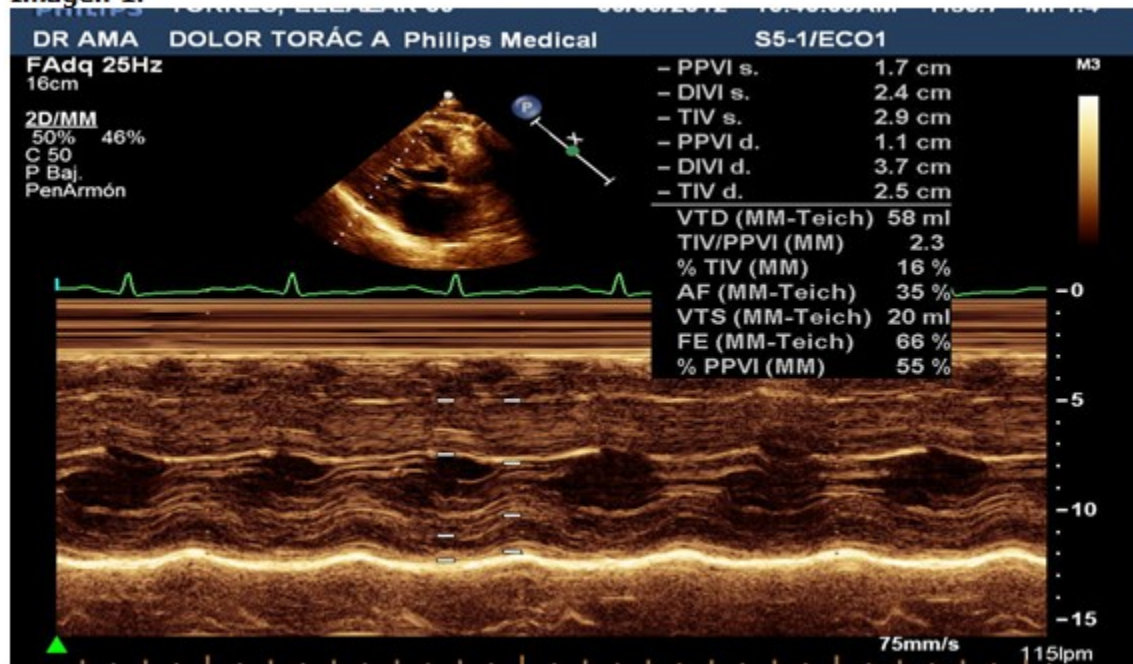 Imagen 1.
PHILIPS
DR AMA DOLOR TORÁC A Philips Medical S5-1/ECO1
FAdq 25Hz
16cm
2D/MM
50% 46%
C 50
P Baj.
PenArmón
P
M3
– PPVI s. 1.7 cm
– DIVI s. 2.4 cm
– TIV s. 2.9 cm
– PPVI d. 1.1 cm
– DIVI d. 3.7 cm
– TIV d. 2.5 cm
VTD (MM-Teich) 58 ml
TIV/PPVI (MM) 2.3
% TIV (MM) 16 %
AF (MM-Teich) 35 %
VTS (MM-Teich) 20 ml
FE (MM-Teich) 66 %
% PPVI (MM) 55 %
–0
–5
–10
–15
75mm/s
115lpm